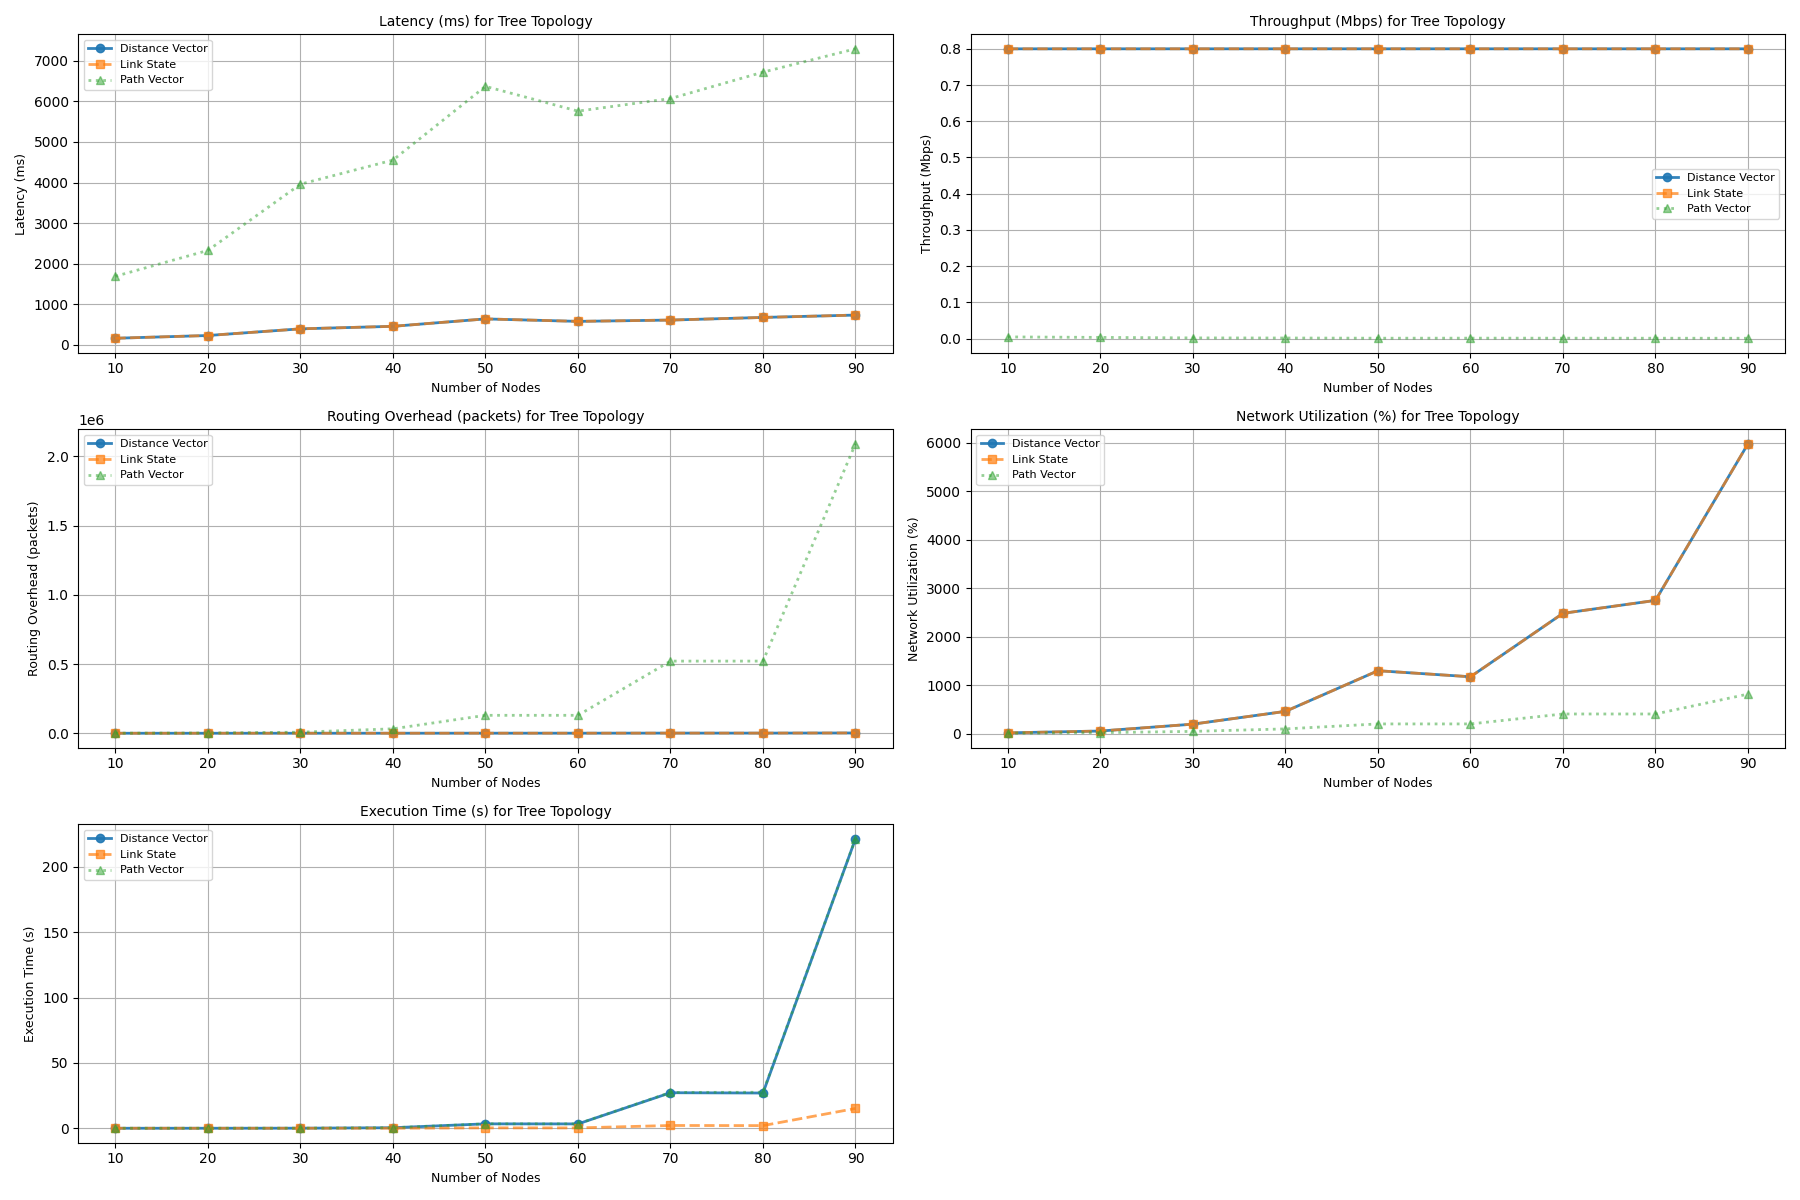 Latency (ms) for Tree Topology
Distance Vector
Link State
Path Vector
7000
6000
5000
4000
3000
2000
1000
0
Latency (ms)
10 20 30 40 50 60 70 80 90
Number of Nodes
Throughput (Mbps) for Tree Topology
0.8
0.7
0.6
0.5
0.4
0.3
0.2
0.1
0.0
Throughput (Mbps)
Distance Vector
Link State
Path Vector
10 20 30 40 50 60 70 80 90
Number of Nodes
Routing Overhead (packets) for Tree Topology
1e6
Distance Vector
Link State
Path Vector
2.0
1.5
1.0
0.5
0.0
Routing Overhead (packets)
10 20 30 40 50 60 70 80 90
Number of Nodes
Network Utilization (%) for Tree Topology
Distance Vector
Link State
Path Vector
6000
5000
4000
3000
2000
1000
0
Network Utilization (%)
10 20 30 40 50 60 70 80 90
Number of Nodes
Execution Time (s) for Tree Topology
Distance Vector
Link State
Path Vector
200
150
100
50
0
Execution Time (s)
10 20 30 40 50 60 70 80 90
Number of Nodes